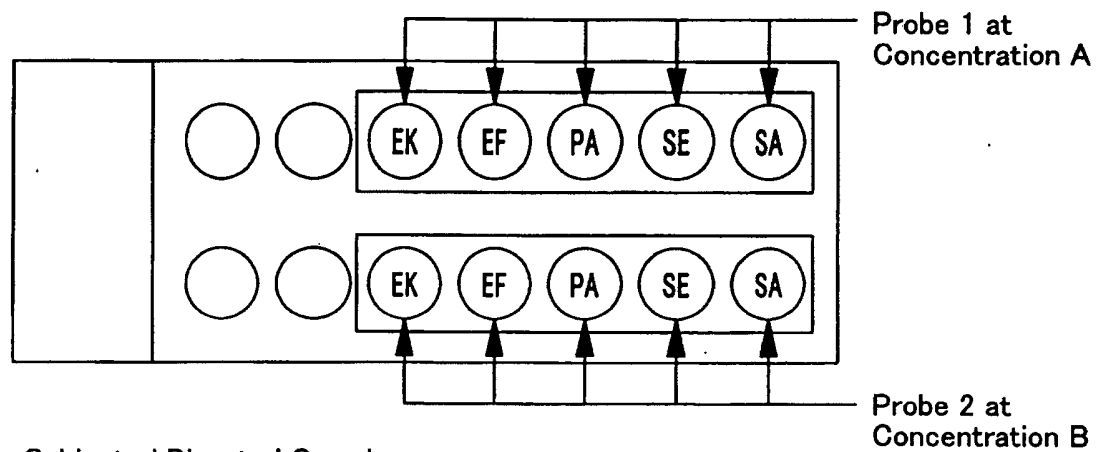 Probe 1 at
Concentration A
EK EF PA SE SA
EK EF PA SE SA
Probe 2 at
Concentration B